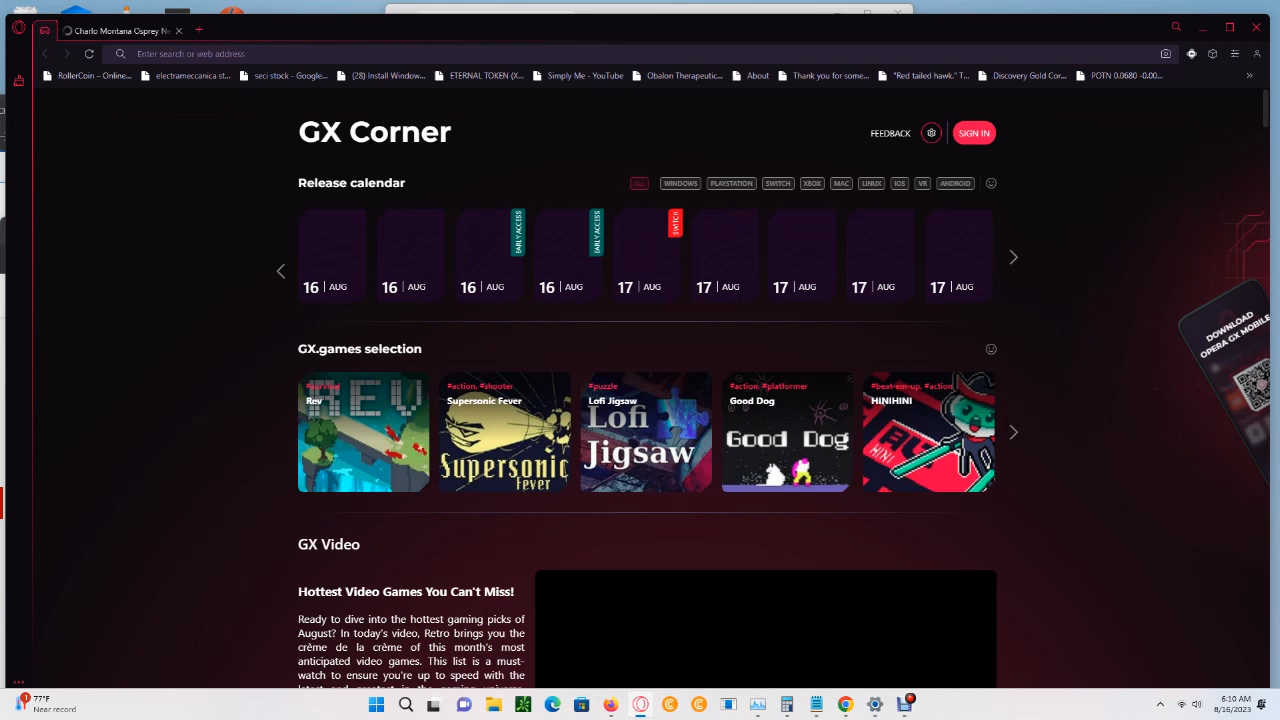 Charlo Montana Osprey Ne
Enter search or web address
RollerCoin - Online...
electrameccanica st...
seci stock - Google...
(28) Install Window...
ETERNAL TOKEN (X...
Simply Me - YouTube
Obalon Therapeutic...
About
Thank you for some...
"Red tailed hawk." T...
Discovery Gold Cor...
POTN 0.0680 -0.00...
GX Corner
FEEDBACK
SIGN IN
Release calendar
ALL
WINDOWS
PLAYSTATION
SWITCH
XBOX
MAC
LINUX
IOS
VR
ANDROID
EARLY ACCESS
EARLY ACCESS
SWITCH
16 | AUG
16 | AUG
16 | AUG
16 | AUG
17 | AUG
17 | AUG
17 | AUG
17 | AUG
17 | AUG
DOWNLOAD
OPERA GX MOBILE
GX.games selection
#survival
Rev
REV
#action, #shooter
Supersonic Fever
Supersonic
Fever
#puzzle
Lofi Jigsaw
Lofi
Jigsaw
#action, #platformer
Good Dog
Good Dog
#beat-em-up, #action
HINIHINI
GX Video
Hottest Video Games You Can't Miss!
Ready to dive into the hottest gaming picks of
August? In today's video, Retro brings you the
crème de la crème of this month's most
anticipated video games. This list is a must-
watch to ensure you're up to speed with the
1
77°F
Near record
6:10 AM
8/16/2023